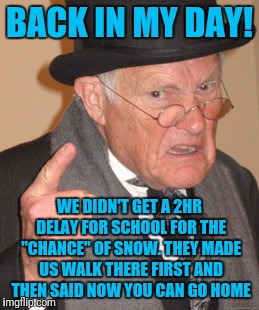 BACK IN MY DAY!
WE DIDN'T GET A 2HR
DELAY FOR SCHOOL FOR THE
"CHANCE" OF SNOW. THEY MADE
US WALK THERE FIRST AND
THEN SAID NOW YOU CAN GO HOME
imgflip.com